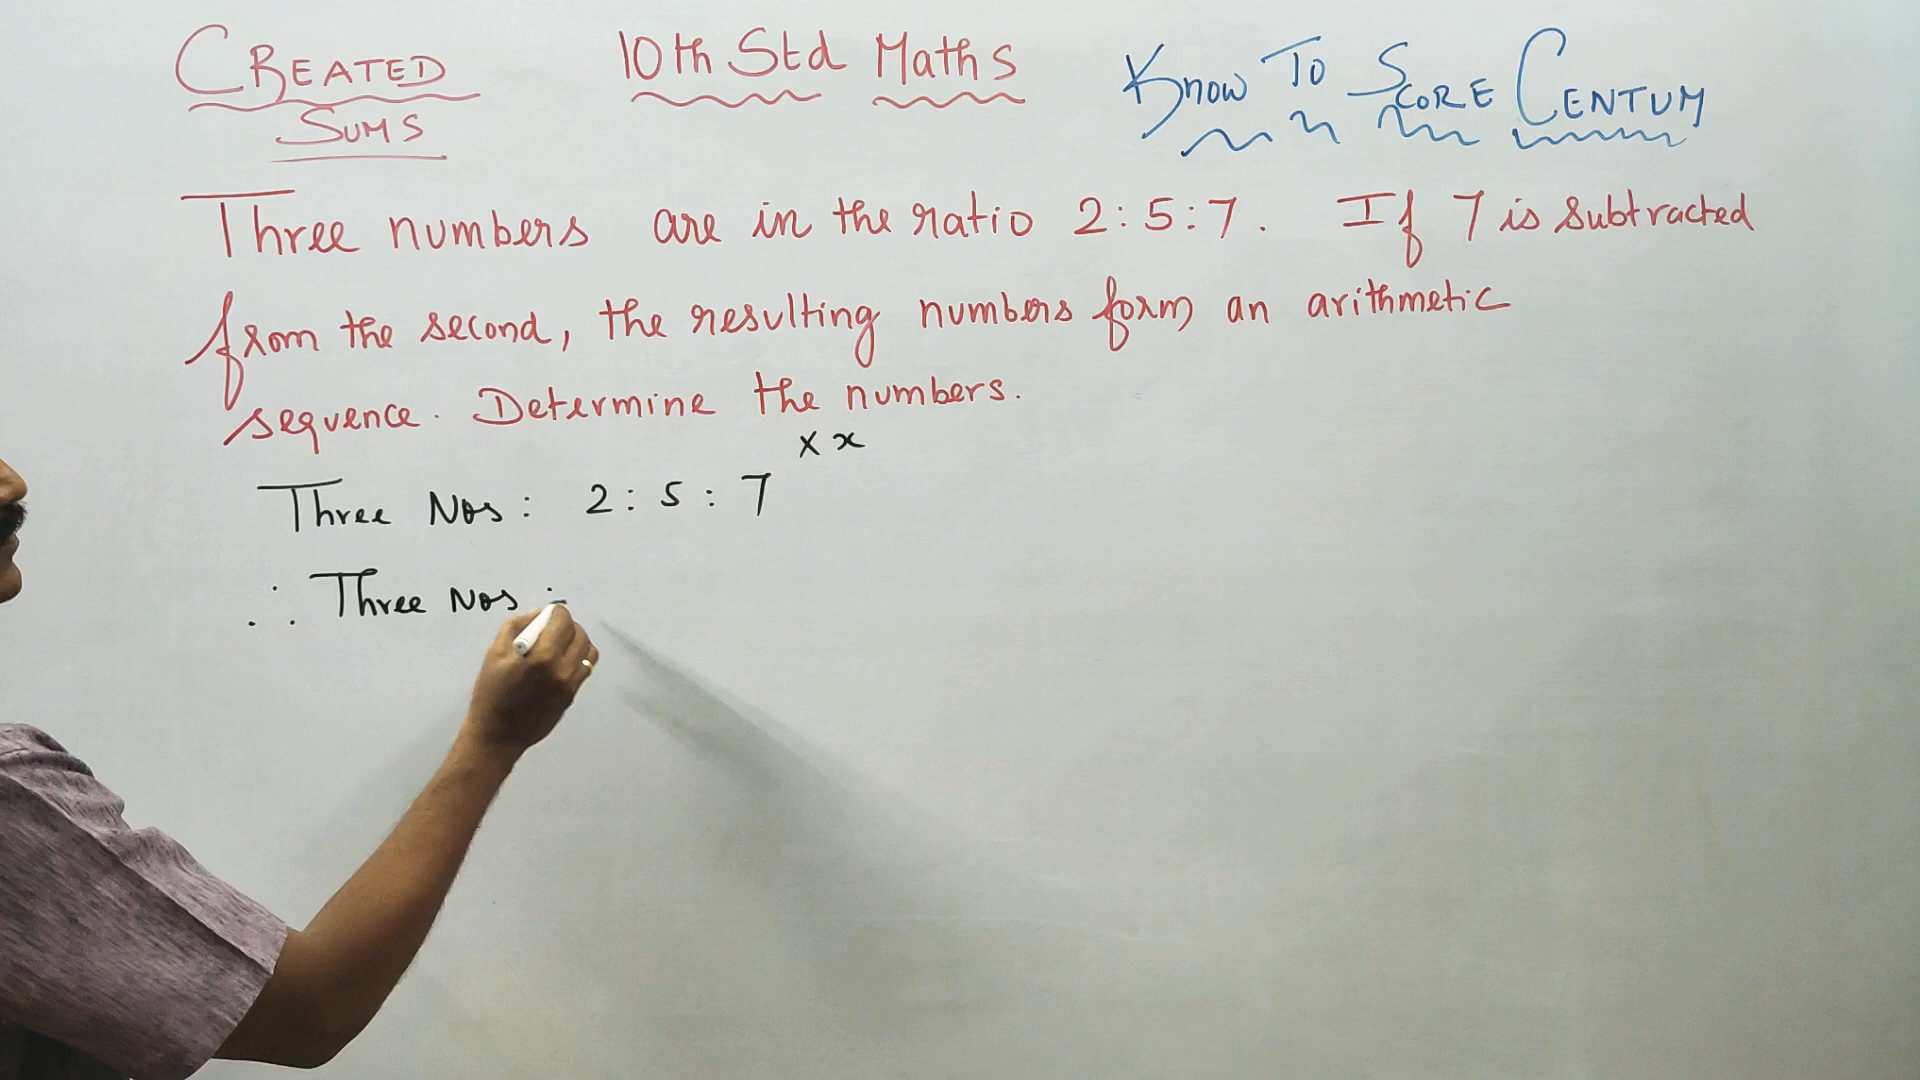 CREATED SUMS
10th Std Maths
Know To Score Centum
Three numbers are in the ratio 2:5:7. If 7 is subtracted
from the second, the resulting numbers form an arithmetic
sequence. Determine the numbers.
× x
Three Nos : 2 : 5 : 7
∴ Three Nos :